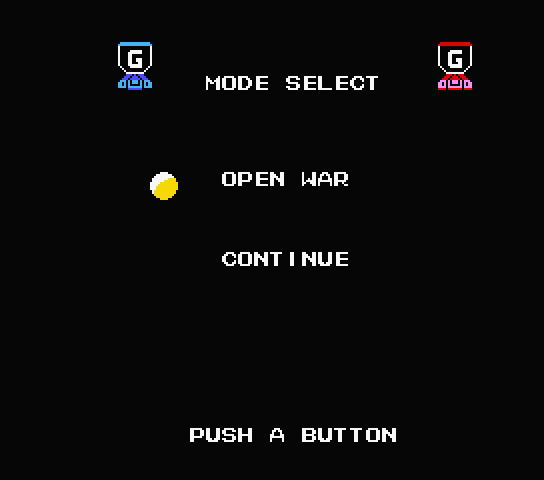 G G
MODE SELECT
OPEN WAR
CONTINUE
PUSH A BUTTON